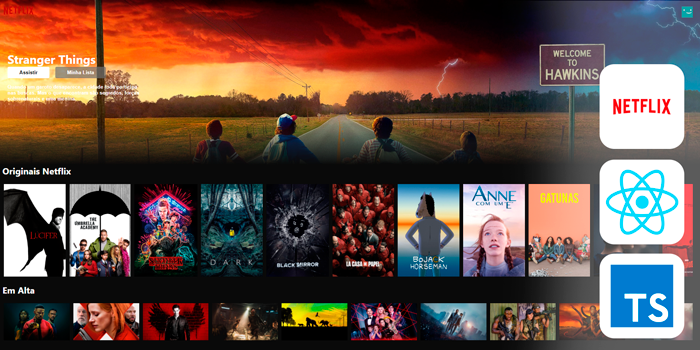 NETFLIX
Stranger Things
Assistir
Minha Lista
WELCOME
TO
HAWKINS
NETFLIX
Originais Netflix
LUCIFER
THE
UMBRELLA
ACADEMY
STRANGER
THINGS
DARK
BLACK MIRROR
LA CASA DE PAPEL
BOJACK
HORSEMAN
ANNE
COM UM E
GATUNAS
Em Alta
TS